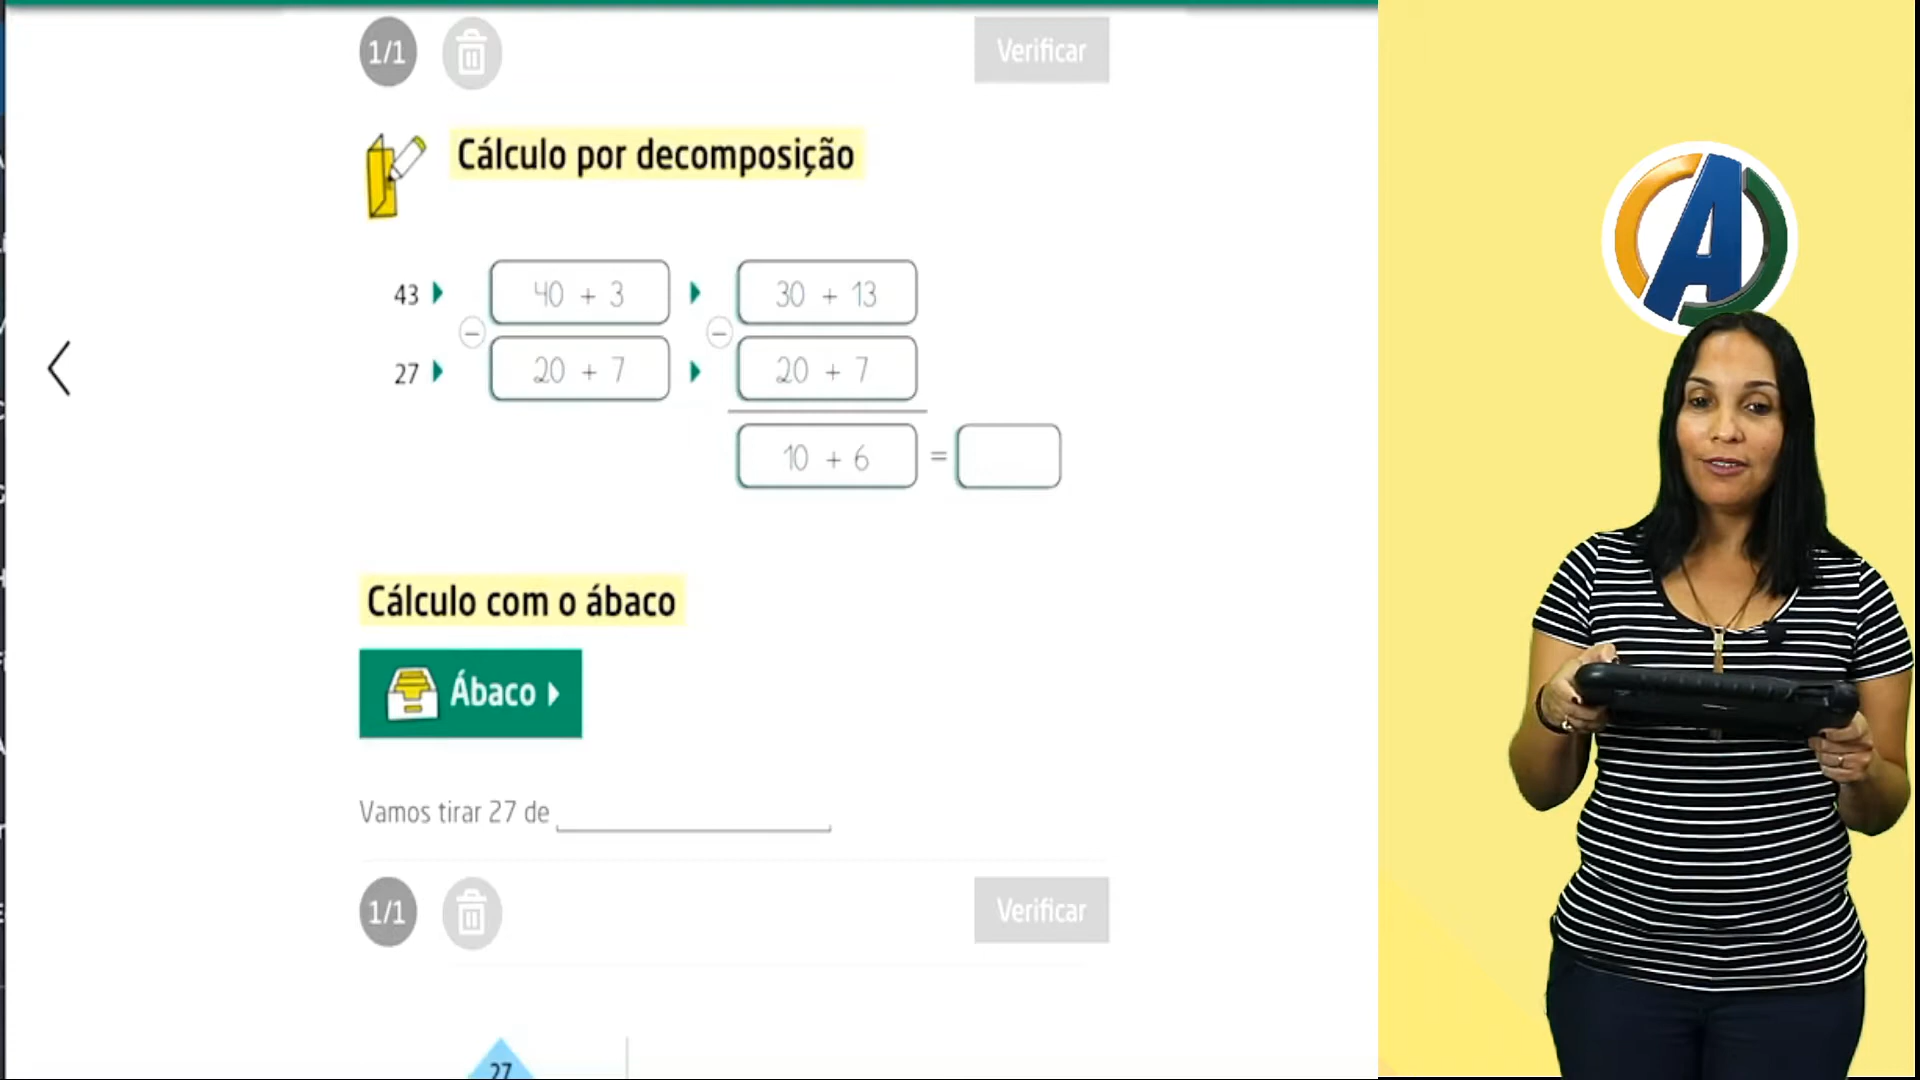 1/1
Verificar
Cálculo por decomposição
43 40 + 3 30 + 13
−
−
27 20 + 7 20 + 7
10 + 6 =
Cálculo com o ábaco
Ábaco
Vamos tirar 27 de
1/1
Verificar
27
A